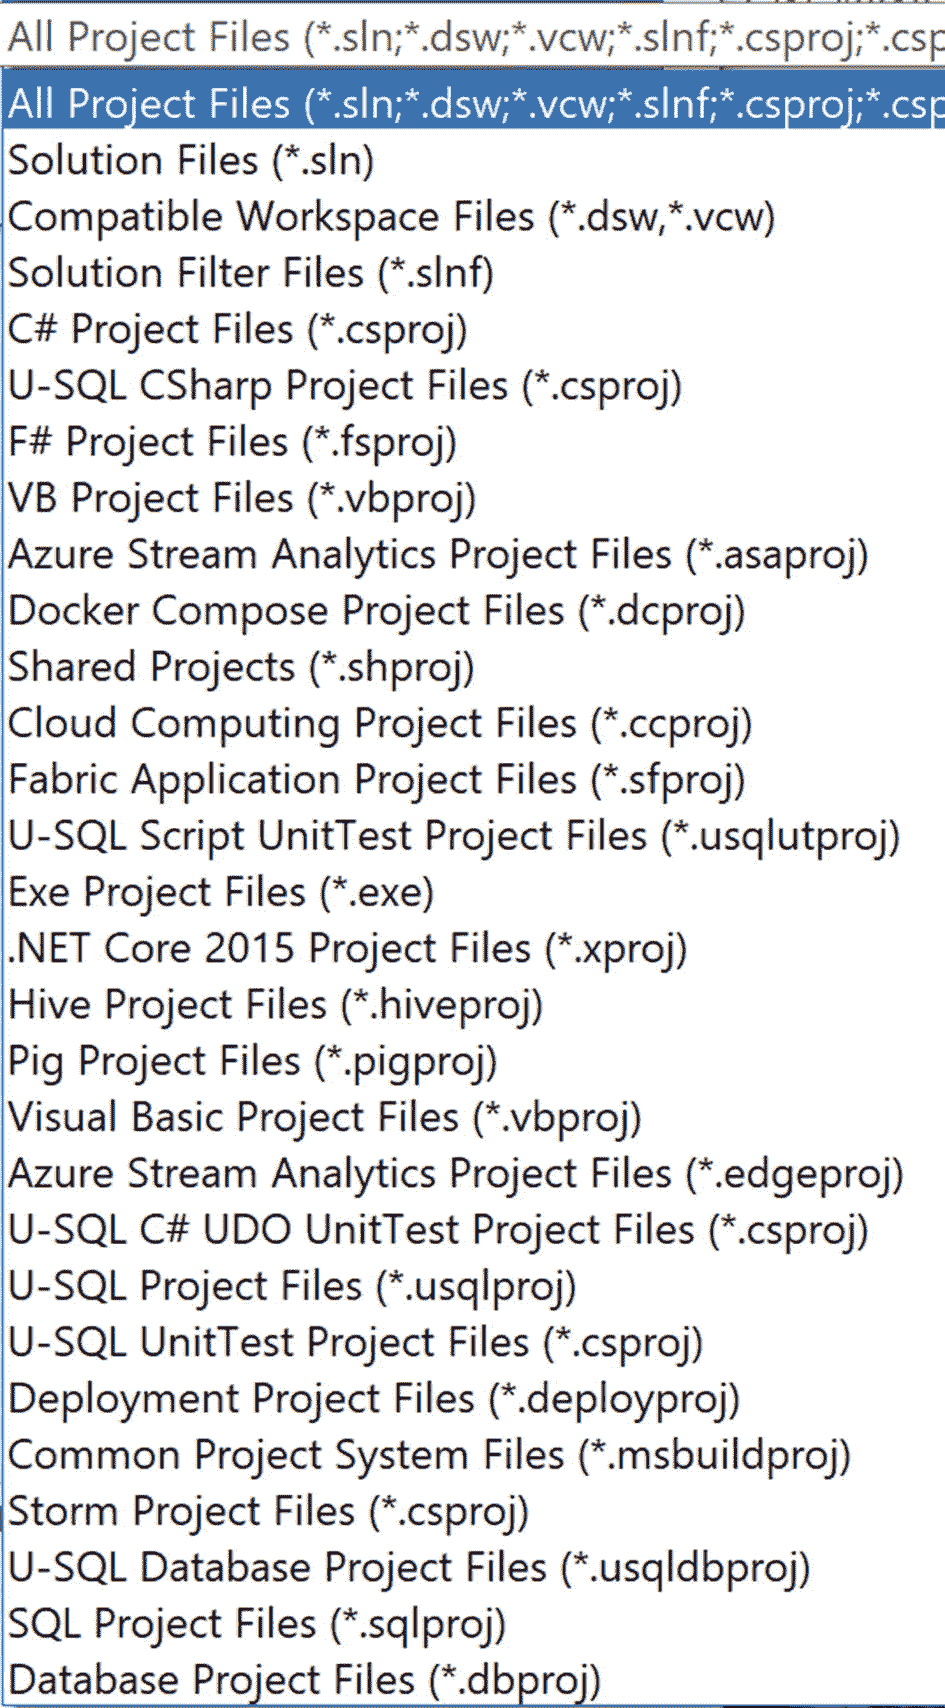 All Project Files (*.sln;*.dsw;*.vcw;*.slnf;*.csproj;*.csp
All Project Files (*.sln;*.dsw;*.vcw;*.slnf;*.csproj;*.csp
Solution Files (*.sln)
Compatible Workspace Files (*.dsw,*.vcw)
Solution Filter Files (*.slnf)
C# Project Files (*.csproj)
U-SQL CSharp Project Files (*.csproj)
F# Project Files (*.fsproj)
VB Project Files (*.vbproj)
Azure Stream Analytics Project Files (*.asaproj)
Docker Compose Project Files (*.dcproj)
Shared Projects (*.shproj)
Cloud Computing Project Files (*.ccproj)
Fabric Application Project Files (*.sfproj)
U-SQL Script UnitTest Project Files (*.usqlutproj)
Exe Project Files (*.exe)
.NET Core 2015 Project Files (*.xproj)
Hive Project Files (*.hiveproj)
Pig Project Files (*.pigproj)
Visual Basic Project Files (*.vbproj)
Azure Stream Analytics Project Files (*.edgeproj)
U-SQL C# UDO UnitTest Project Files (*.csproj)
U-SQL Project Files (*.usqlproj)
U-SQL UnitTest Project Files (*.csproj)
Deployment Project Files (*.deployproj)
Common Project System Files (*.msbuildproj)
Storm Project Files (*.csproj)
U-SQL Database Project Files (*.usqldbproj)
SQL Project Files (*.sqlproj)
Database Project Files (*.dbproj)